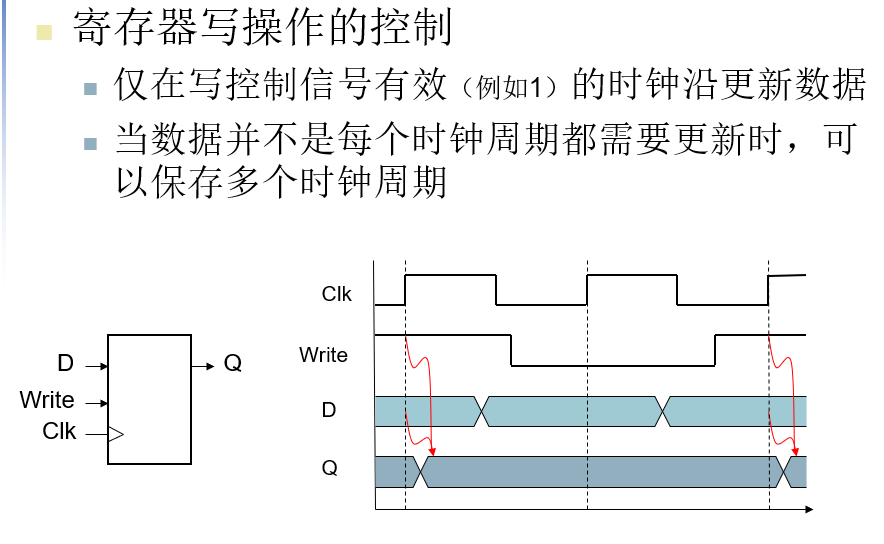 寄存器写操作的控制
仅在写控制信号有效（例如1）的时钟沿更新数据
当数据并不是每个时钟周期都需要更新时，可
以保存多个时钟周期
D
Q
Write
Clk
Clk
Write
D
Q